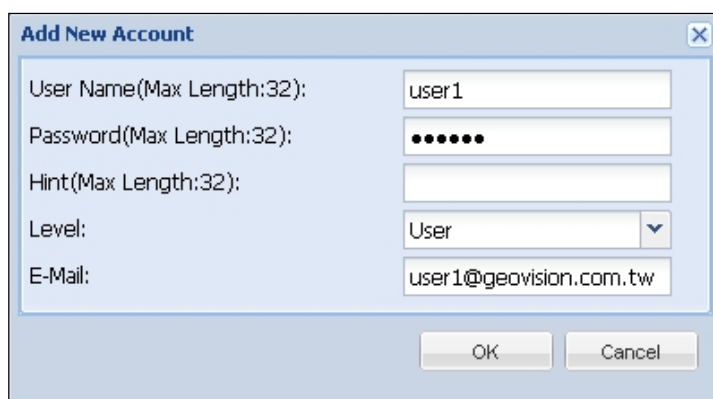 Add New Account
User Name(Max Length:32): user1
Password(Max Length:32): ••••••
Hint(Max Length:32):
Level: User
E-Mail: user1@geovision.com.tw
OK Cancel